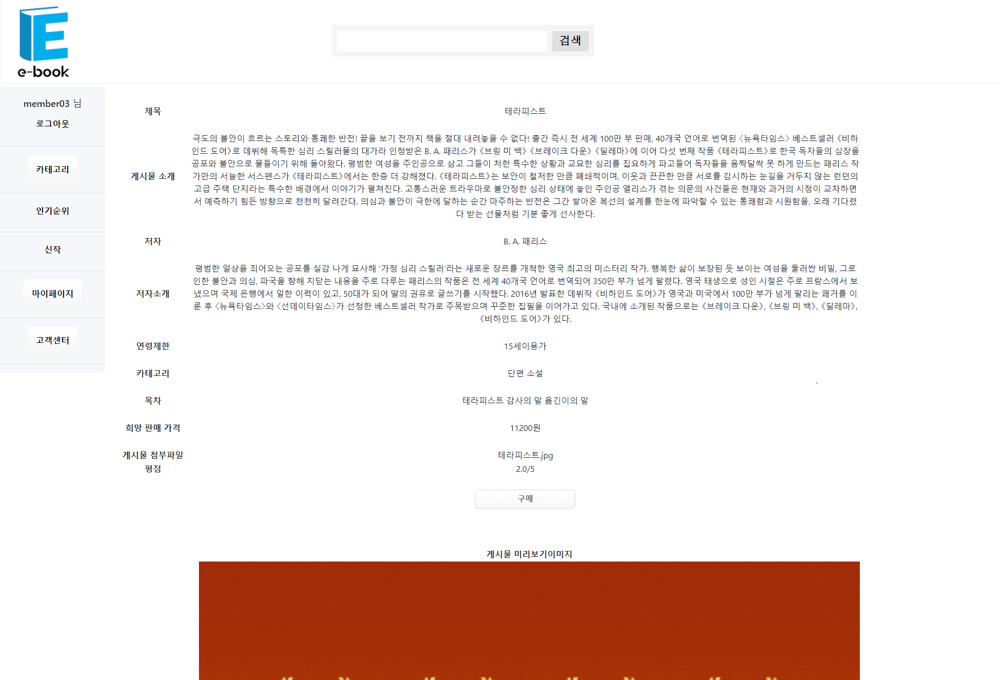 E
e-book
검색
member03 님
로그아웃
카테고리
인기순위
신작
마이페이지
고객센터
제목
테라피스트
게시물 소개
극도의 불안이 흐르는 스토리와 통쾌한 반전! 끝을 보기 전까지 책을 절대 내려놓을 수 없다! 출간 즉시 전 세계 100만 부 판매, 40개국 언어로 번역된 〈뉴욕타임스〉 베스트셀러 《비하
인드 도어》로 데뷔해 독특한 심리 스릴러물의 대가라 인정받은 B. A. 패리스가 《브링 미 백》 《브레이크 다운》 《딜레마》에 이어 다섯 번째 작품 《테라피스트》로 한국 독자들의 심장을
공포와 불안으로 물들이기 위해 돌아왔다. 평범한 여성을 주인공으로 삼고 그들이 처한 특수한 상황과 교묘한 심리를 집요하게 파고들어 독자들을 옴짝달싹 못 하게 만드는 패리스 작
가만의 서늘한 서스펜스가 《테라피스트》에서는 한층 더 강해졌다. 《테라피스트》는 보안이 철저한 만큼 폐쇄적이며, 이웃과 끈끈한 만큼 서로를 감시하는 눈길을 거두지 않는 런던의
고급 주택 단지라는 특수한 배경에서 이야기가 펼쳐진다. 고통스러운 트라우마로 불안정한 심리 상태에 놓인 주인공 앨리스가 겪는 의문의 사건들은 현재와 과거의 시점이 교차하면
서 예측하기 힘든 방향으로 천천히 달려간다. 의심과 불안이 극한에 달하는 순간 마주하는 반전은 그간 쌓아온 복선의 설계를 한눈에 파악할 수 있는 통쾌함과 시원함을, 오래 기다렸
다 받는 선물처럼 기분 좋게 선사한다.
저자
B. A. 패리스
저자소개
평범한 일상을 죄어오는 공포를 실감 나게 묘사해 ‘가정 심리 스릴러’라는 새로운 장르를 개척한 영국 최고의 미스터리 작가. 행복한 삶이 보장된 듯 보이는 여성을 둘러싼 비밀, 그로
인한 불안과 의심, 파국을 향해 치닫는 내용을 주로 다루는 패리스의 작품은 전 세계 40개국 언어로 번역되어 350만 부가 넘게 팔렸다. 영국 태생으로 성인 시절은 주로 프랑스에서 보
냈으며 국제 은행에서 일한 이력이 있고, 50대가 되어 딸의 권유로 글쓰기를 시작했다. 2016년 발표한 데뷔작 《비하인드 도어》가 영국과 미국에서 100만 부가 넘게 팔리는 쾌거를 이
룬 후 〈뉴욕타임스〉와 〈선데이타임스〉가 선정한 베스트셀러 작가로 주목받으며 꾸준한 집필을 이어가고 있다. 국내에 소개된 작품으로는 《브레이크 다운》, 《브링 미 백》, 《딜레마》,
《비하인드 도어》가 있다.
연령제한
15세이용가
카테고리
단편 소설
목차
테라피스트 감사의 말 옮긴이의 말
희망 판매 가격
11200원
게시물 첨부파일
테라피스트.jpg
평점
2.0/5
구매
게시물 미리보기이미지